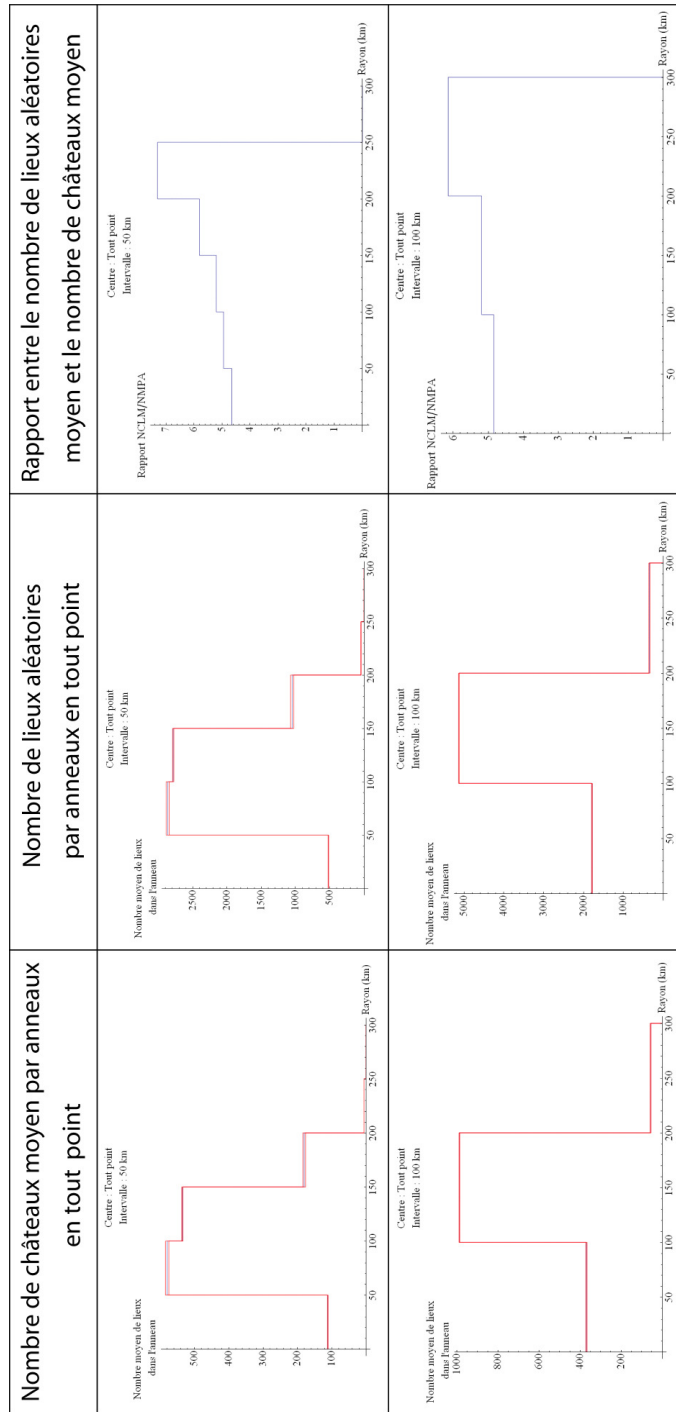 Nombre de châteaux moyen par anneaux
en tout point
Nombre de lieux aléatoires
par anneaux en tout point
Rapport entre le nombre de lieux aléatoires
moyen et le nombre de châteaux moyen
Nombre moyen de lieux
dans l'anneau
Centre : Tout point
Intervalle : 50 km
500
400
300
200
100
50
100
150
200
250
300
Rayon (km)
Nombre moyen de lieux
dans l'anneau
Centre : Tout point
Intervalle : 50 km
2500
2000
1500
1000
500
50
100
150
200
250
300
Rayon (km)
Rapport NCLM/NMPA
Centre : Tout point
Intervalle : 50 km
7
6
5
4
3
2
1
50
100
150
200
250
300
Rayon (km)
Nombre moyen de lieux
dans l'anneau
Centre : Tout point
Intervalle : 100 km
1000
800
600
400
200
50
100
150
200
250
300
Rayon (km)
Nombre moyen de lieux
dans l'anneau
Centre : Tout point
Intervalle : 100 km
5000
4000
3000
2000
1000
50
100
150
200
250
300
Rayon (km)
Rapport NCLM/NMPA
Centre : Tout point
Intervalle : 100 km
6
5
4
3
2
1
50
100
150
200
250
300
Rayon (km)